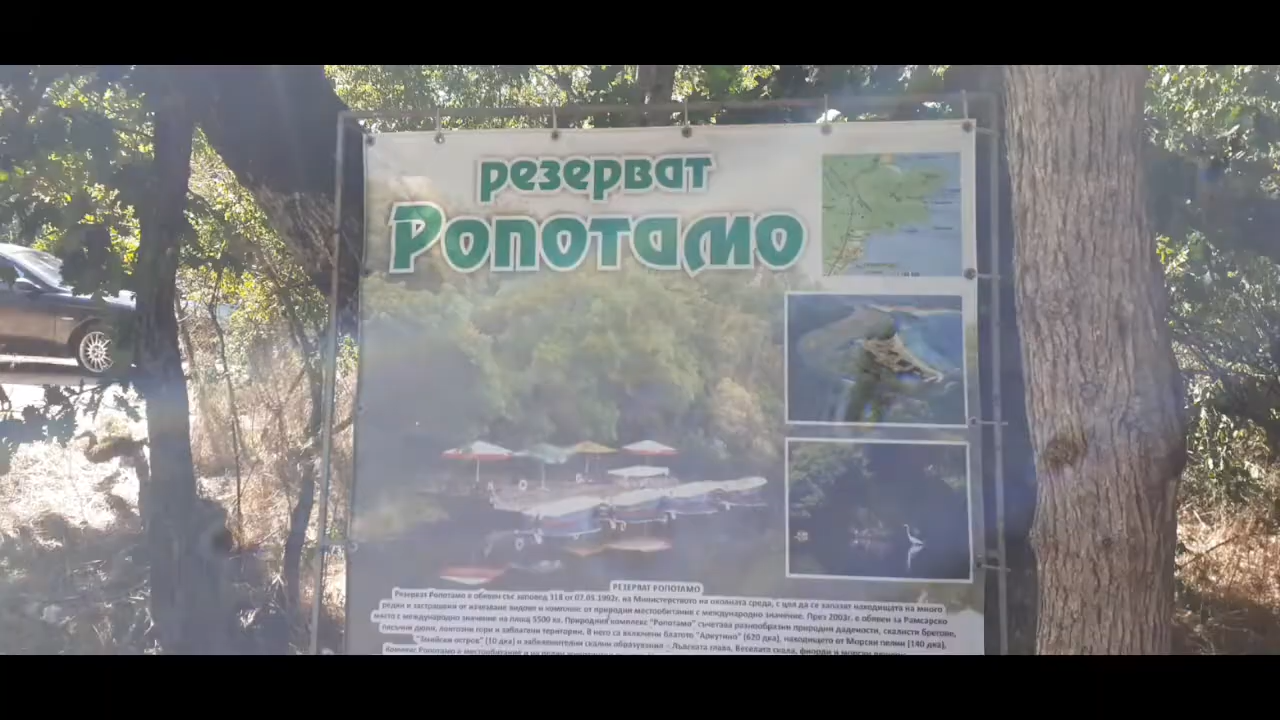 резерват
Ропотамо
РЕЗЕРВАТ РОПОТАМО
Резерват Ропотамо е обявен със заповед 318 от 07.05.1992г. на Министерството на околната среда, с цел да се запазят находищата на много
редки и застрашени от изчезване видове и комплекс от природни местообитания с международно значение. През 2003г. е обявен за Рамсарско
място с международно значение на площ 5500 ха. Природния комплекс "Ропотамо" съчетава разнообразни природни дадености, скалисти брегове,
пясъчни дюни, лонгозни гори и заблатени територии. В него са включени блатото "Аркутино" (620 дка), находището от Морски пелин (140 дка),
"Змийски остров" (10 дка) и забележителни скални образувания – Лъвската глава, Веселата скала, фиорди и морски
Ропотамо е местообитание